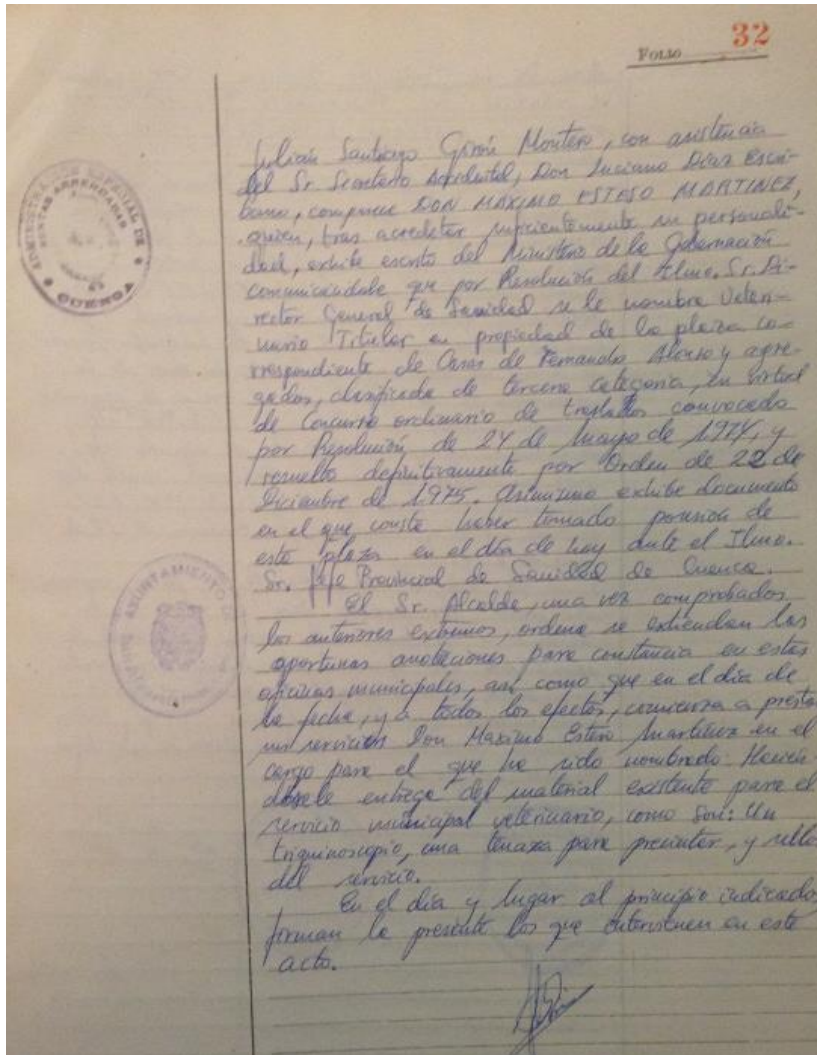 FOLIO 32
Julián Santiago Girón Montero, con asistencia
del Sr. Secretario Accidental, Don Luciano Díaz Escri-
bano, comparece DON MAXIMO ESTESO MARTINEZ,
quien, tras acreditar suficientemente su personali-
dad, exhibe escrito del Ministerio de la Gobernación
comunicándole que por Resolución del Ilmo. Sr. Di-
rector General de Sanidad se le nombra Veteri-
nario Titular en propiedad de la plaza co-
rrespondiente de Casas de Fernando Alonso y agre-
gados, clasificada de tercera categoría, en virtud
de Concurso ordinario de traslados convocado
por Resolución de 24 de Mayo de 1974, y
resuelto definitivamente por Orden de 22 de
Diciembre de 1975. Asimismo exhibe documento
en el que consta haber tomado posesión de
esta plaza en el día de hoy ante el Ilmo.
Sr. Jefe Provincial de Sanidad de Cuenca.
El Sr. Alcalde, una vez comprobados
los anteriores extremos, ordena se extiendan las
oportunas anotaciones para constancia en estas
oficinas municipales, así como que en el día de
la fecha, y a todos los efectos, comienza a prestar
sus servicios Don Maximo Esteso Martínez en el
cargo para el que ha sido nombrado. Hacién-
dosele entrega del material existente para el
servicio municipal veterinario, como son: Un
triquinoscopio, una tenaza para precintar, y sello
del servicio.
En el día y lugar al principio indicado,
firman la presente los que intervienen en este
acto.
ADMINISTRACIÓN ESPECIAL DE
RENTAS ARRENDADAS
CUENCA
AYUNTAMIENTO